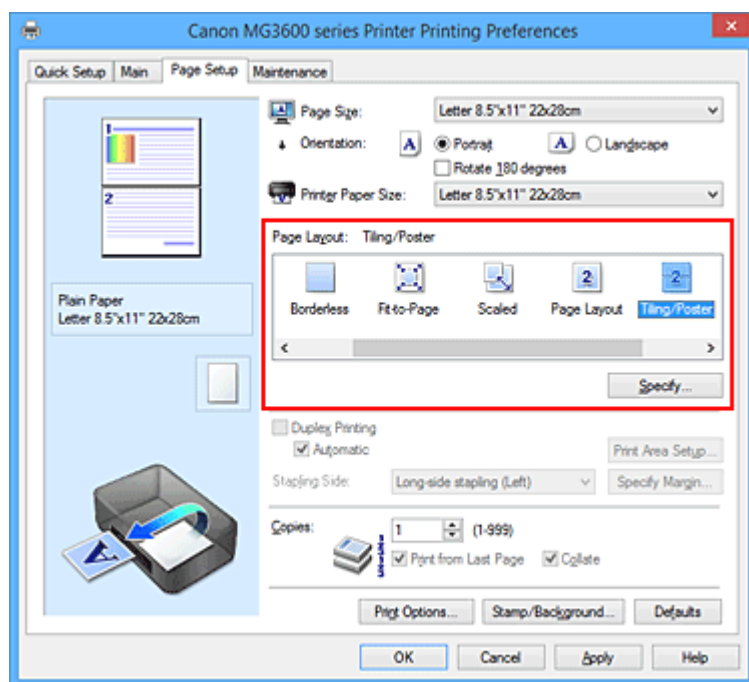 Canon MG3600 series Printer Printing Preferences
Quick Setup Main Page Setup Maintenance
1
2
Plain Paper
Letter 8.5"x11" 22x28cm
Page Size: Letter 8.5"x11" 22x28cm
Orientation: A Portrait A Landscape
Rotate 180 degrees
Printer Paper Size: Letter 8.5"x11" 22x28cm
Page Layout: Tiling/Poster
2 2
Borderless Fit-to-Page Scaled Page Layout Tiling/Poster
Specify...
Duplex Printing
Automatic Print Area Setup...
Stapling Side: Long-side stapling (Left) Specify Margin...
A
Copies: 1 (1-999)
Print from Last Page Collate
Print Options... Stamp/Background... Defaults
OK Cancel Apply Help